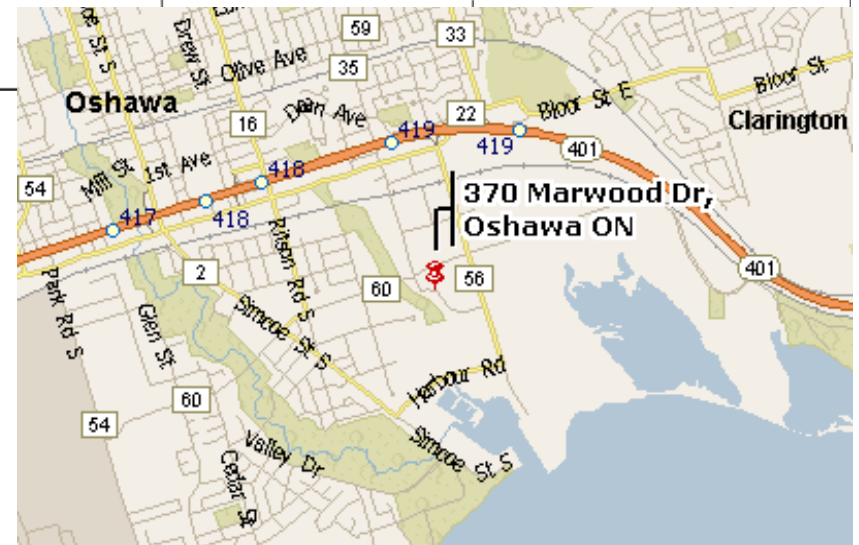 59
33
Drew St
Olive Ave
35
Bloor St
Oshawa
Dean Ave
22
Bloor St E
16
Clarington
419
419
401
1st Ave
418
Mill St
54
418
370 Marwood Dr,
Oshawa ON
417
Ritson Rd S
2
60
56
401
Park Rd S
Glen St
Simcoe St S
Harbour Rd
60
54
Valley Dr
Simcoe St S
Cedar St